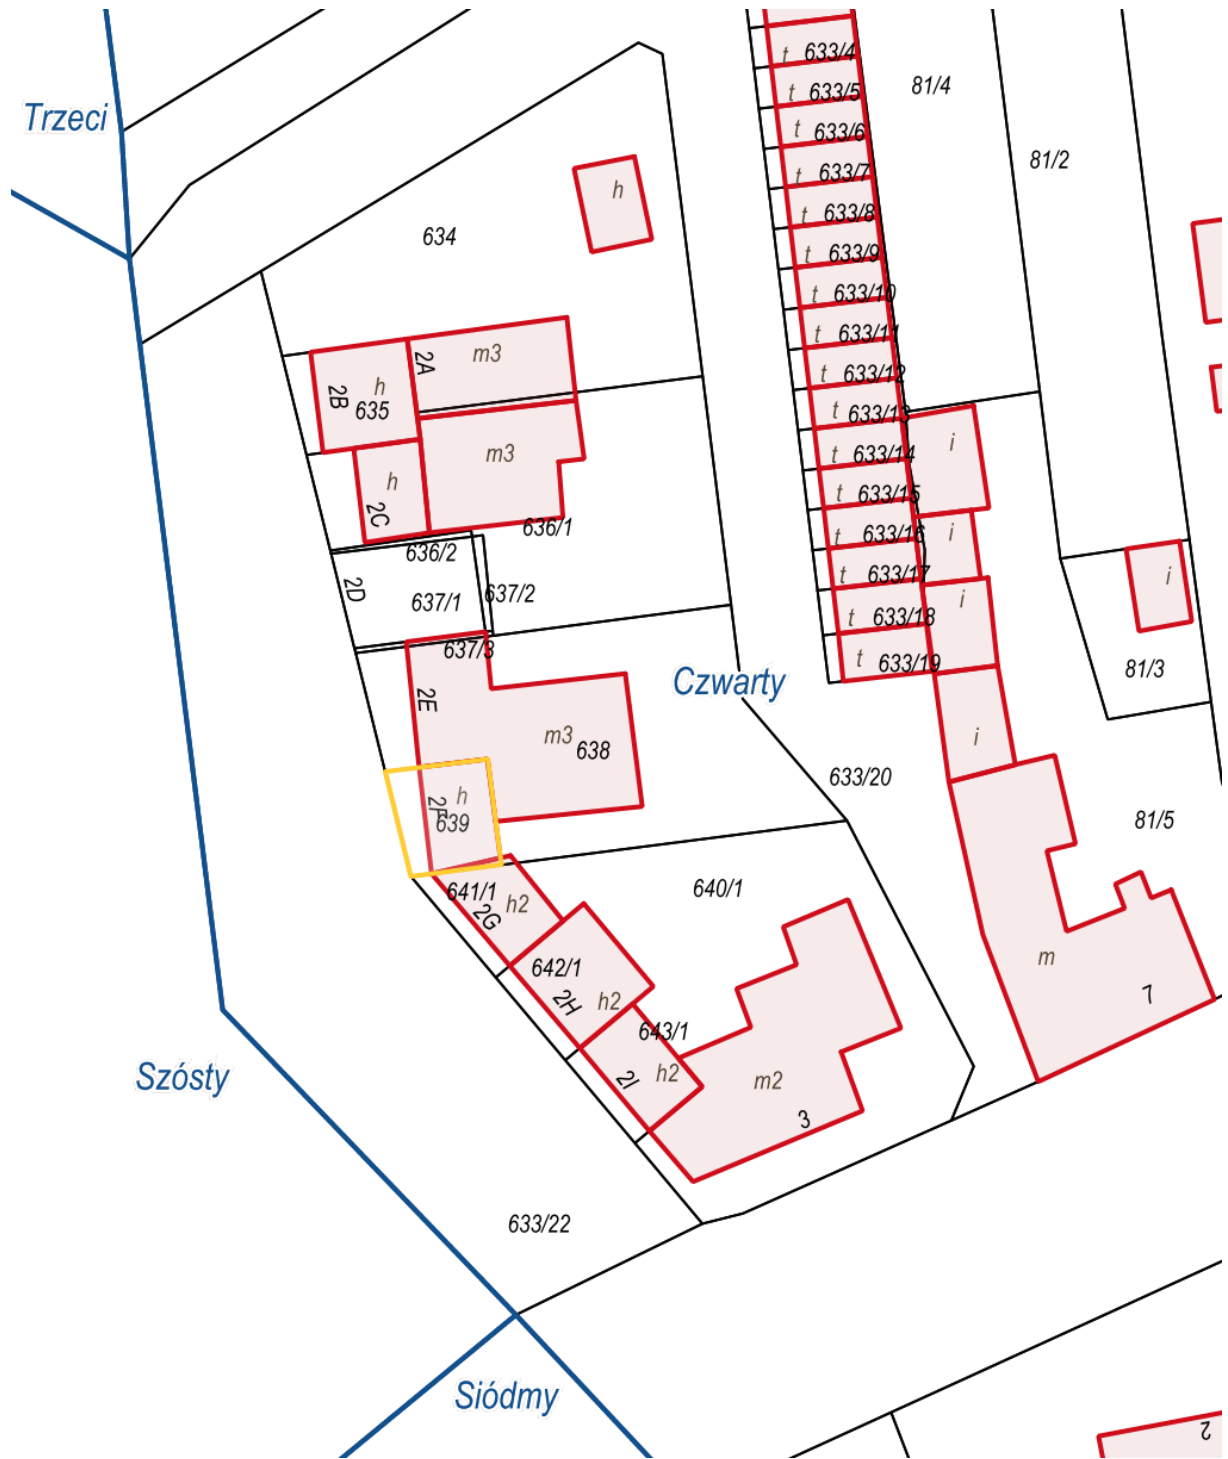 t 633/4
81/4
t 633/5
Trzeci
t 633/6
81/2
t 633/7
h
t 633/8
634
t 633/9
t 633/10
t 633/11
2A m3
t 633/12
2B h
635
t 633/13
i
m3
t 633/14
h
t 633/15
2C
636/1
t 633/16
i
636/2
t 633/17
i
2D
637/1
637/2
i
t 633/18
637/3
t 633/19
81/3
Czwarty
2E
m3
638
i
633/20
2F h
639
81/5
641/1
640/1
2G h2
642/1
m
2H h2
7
643/1
2I h2
m2
Szósty
3
633/22
Siódmy
2